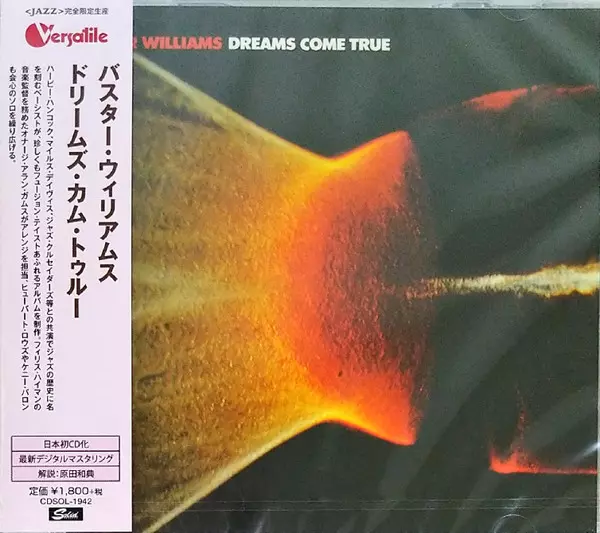 <JAZZ>完全限定生産
Versatile
バスター・ウィリアムス
ドリームズ・カム・トゥルー
ハービー・ハンコック、マイルス・デイヴィス、ジャズ・クルセイダーズ等との共演でジャズの歴史に名
を刻むベーシストが、珍しくもフュージョン・テイストあふれるアルバムを制作。フィリス・ハイマンの
音楽監督を務めたオナージ・アラン・ガムスがアレンジを担当。ヒューバート・ロウズやケニー・バロン
も会心のソロを繰り広げる。
日本初CD化
最新デジタルマスタリング
解説:原田和典
定価 ¥1,800+税
CDSOL-1942
Solid
R WILLIAMS DREAMS COME TRUE